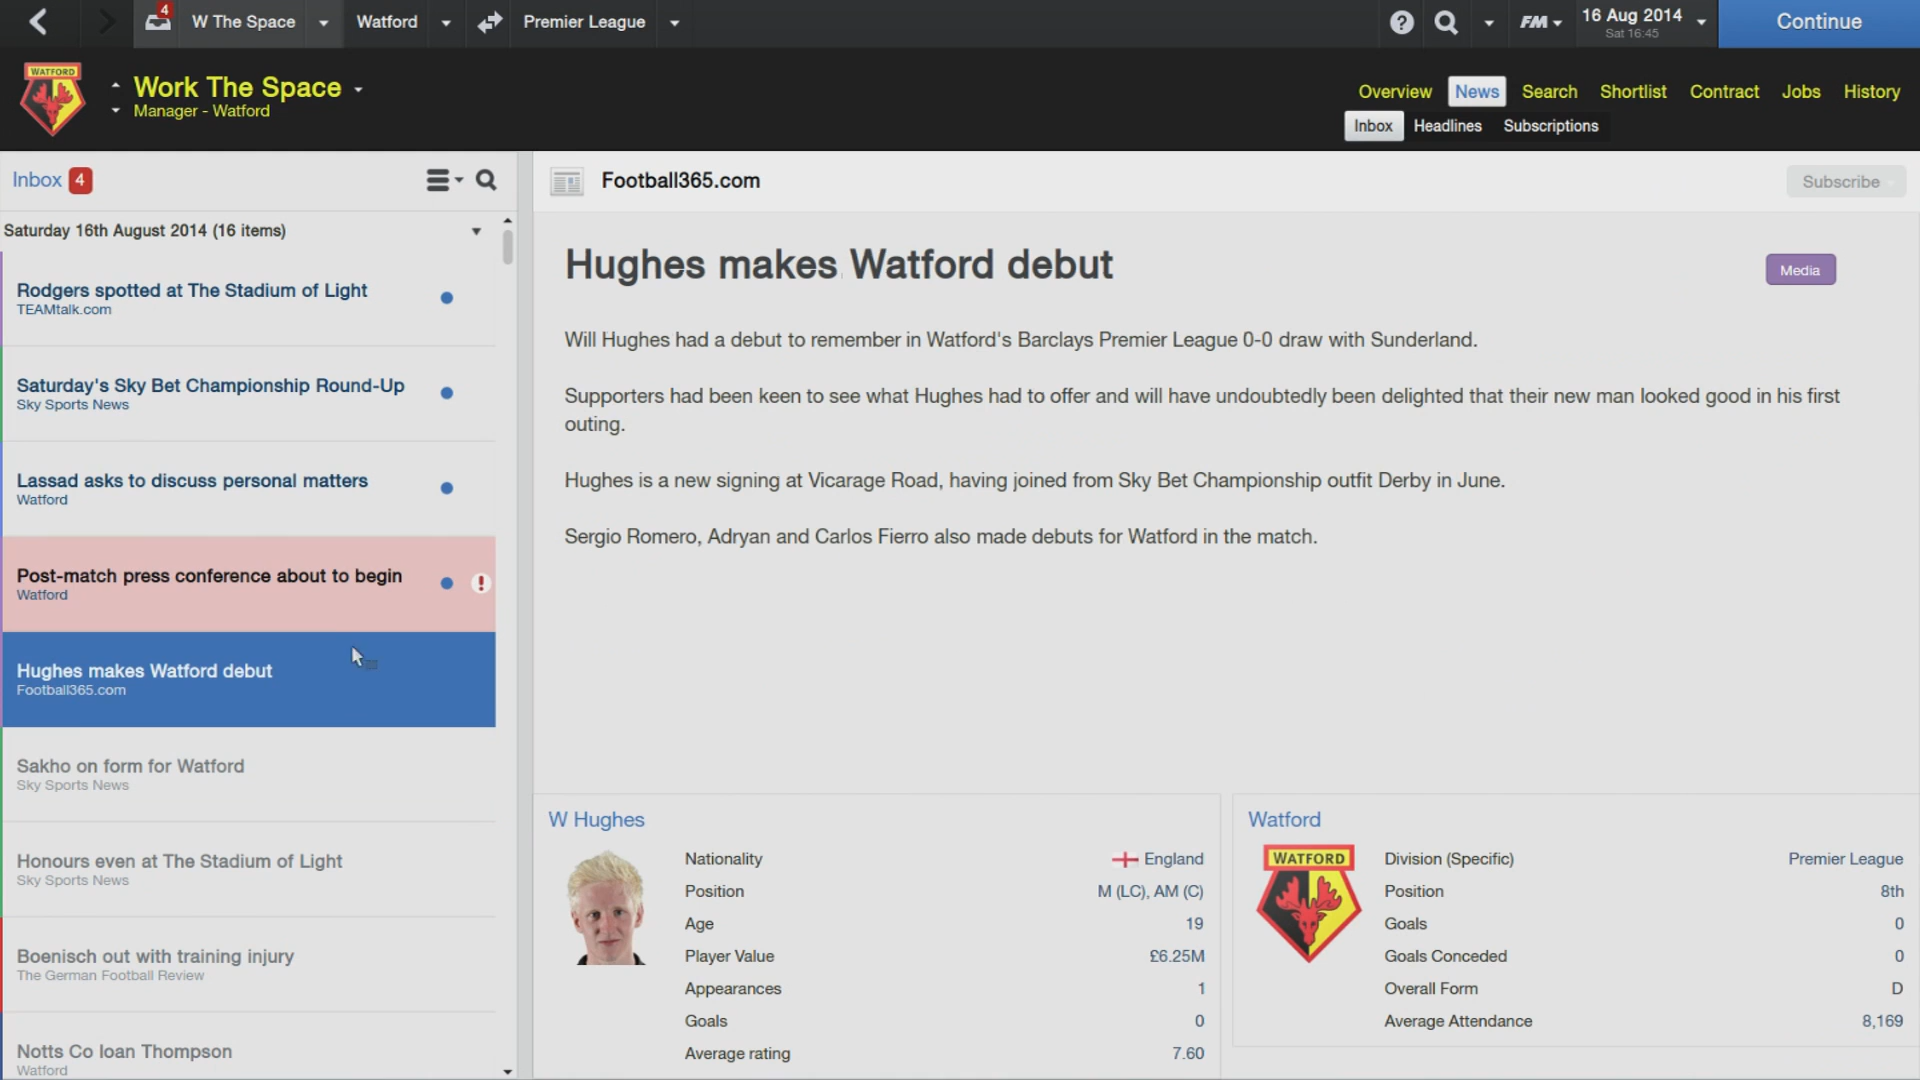 4
W The Space
Watford
Premier League
?
FM
16 Aug 2014
Sat 16:45
Continue
WATFORD
Work The Space
Manager - Watford
Overview
News
Search
Shortlist
Contract
Jobs
History
Inbox
Headlines
Subscriptions
Inbox 4
Football365.com
Subscribe
Saturday 16th August 2014 (16 items)
Rodgers spotted at The Stadium of Light
TEAMtalk.com
Saturday's Sky Bet Championship Round-Up
Sky Sports News
Lassad asks to discuss personal matters
Watford
Post-match press conference about to begin
Watford
!
Hughes makes Watford debut
Football365.com
Sakho on form for Watford
Sky Sports News
Honours even at The Stadium of Light
Sky Sports News
Boenisch out with training injury
The German Football Review
Notts Co loan Thompson
Watford
Hughes makes Watford debut
Media
Will Hughes had a debut to remember in Watford's Barclays Premier League 0-0 draw with Sunderland.
Supporters had been keen to see what Hughes had to offer and will have undoubtedly been delighted that their new man looked good in his first
outing.
Hughes is a new signing at Vicarage Road, having joined from Sky Bet Championship outfit Derby in June.
Sergio Romero, Adryan and Carlos Fierro also made debuts for Watford in the match.
W Hughes
Nationality England
Position M (LC), AM (C)
Age 19
Player Value £6.25M
Appearances 1
Goals 0
Average rating 7.60
Watford
WATFORD
Division (Specific) Premier League
Position 8th
Goals 0
Goals Conceded 0
Overall Form D
Average Attendance 8,169